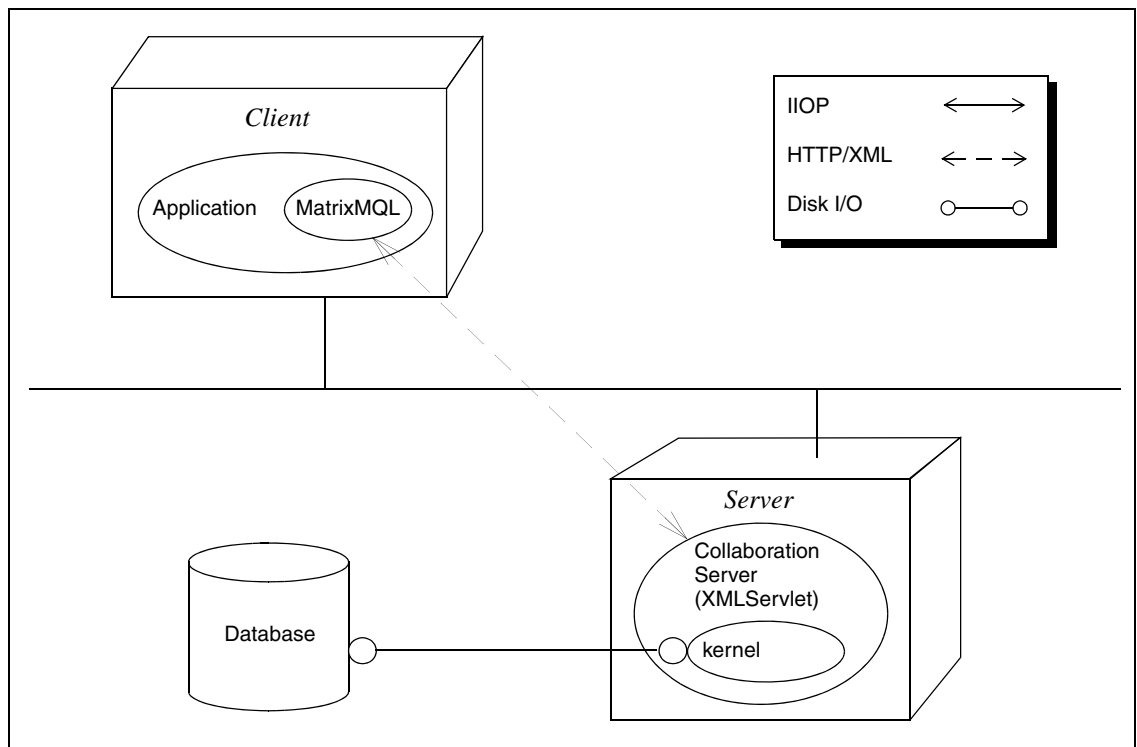 Client
Application
MatrixMQL
IIOP
HTTP/XML
Disk I/O
Server
Collaboration
Server
(XMLServlet)
kernel
Database